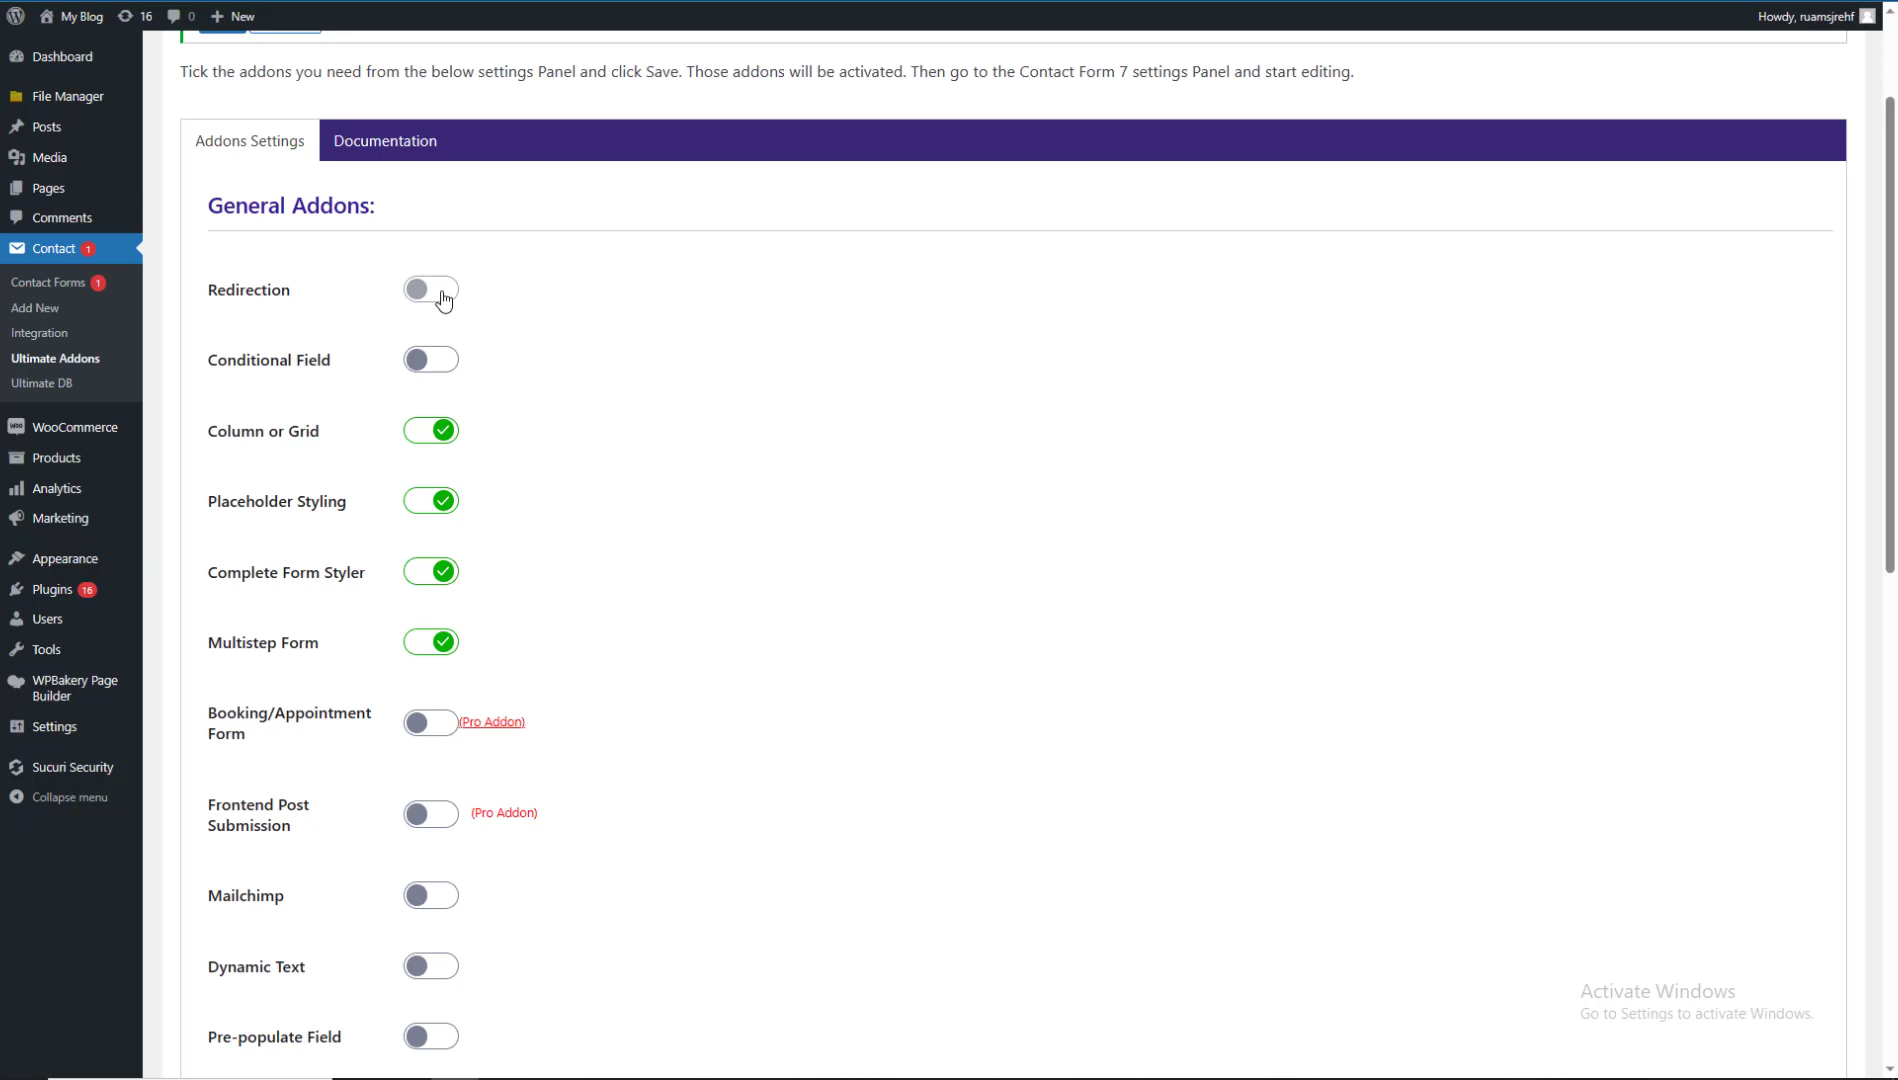 My Blog
16
0
New
Howdy, ruamsjrehf
Dashboard
File Manager
Posts
Media
Pages
Comments
Contact 1
Contact Forms 1
Add New
Integration
Ultimate Addons
Ultimate DB
WooCommerce
Products
Analytics
Marketing
Appearance
Plugins 16
Users
Tools
WPBakery Page
Builder
Settings
Sucuri Security
Collapse menu
Tick the addons you need from the below settings Panel and click Save. Those addons will be activated. Then go to the Contact Form 7 settings Panel and start editing.
Addons Settings
Documentation
General Addons:
Redirection
Conditional Field
Column or Grid
Placeholder Styling
Complete Form Styler
Multistep Form
Booking/Appointment
Form
(Pro Addon)
Frontend Post
Submission
(Pro Addon)
Mailchimp
Dynamic Text
Pre-populate Field
Activate Windows
Go to Settings to activate Windows.